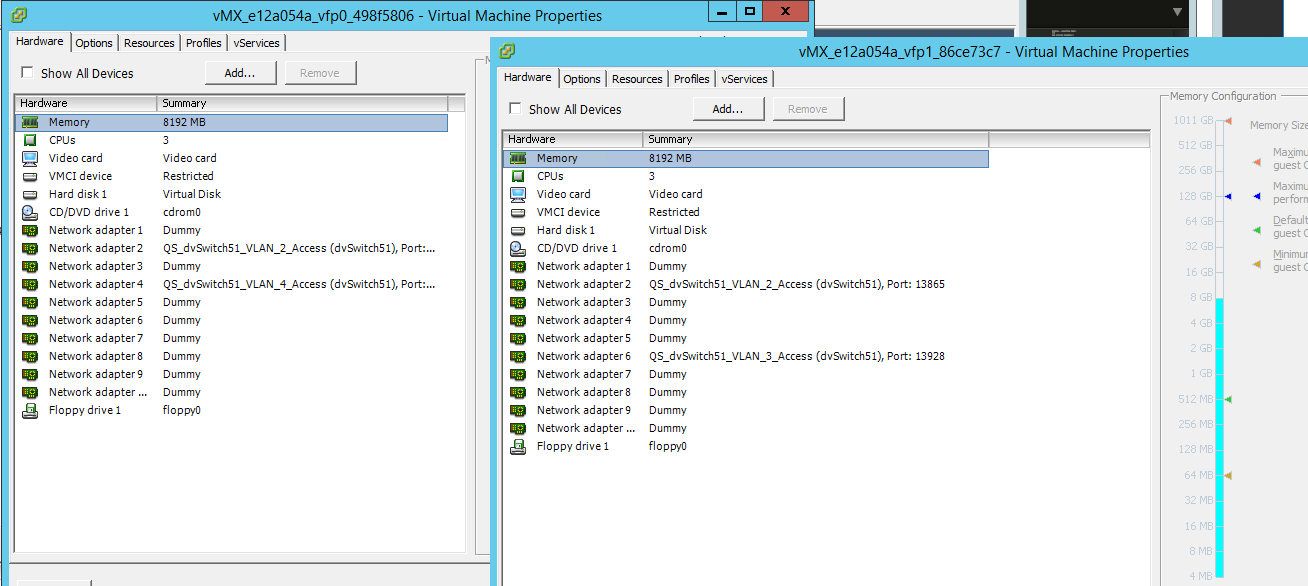 vMX_e12a054a_vfp0_498f5806 - Virtual Machine Properties
Hardware Options Resources Profiles vServices
Show All Devices Add... Remove
Hardware Summary
Memory 8192 MB
CPUs 3
Video card Video card
VMCI device Restricted
Hard disk 1 Virtual Disk
CD/DVD drive 1 cdrom0
Network adapter 1 Dummy
Network adapter 2 QS_dvSwitch51_VLAN_2_Access (dvSwitch51), Port:...
Network adapter 3 Dummy
Network adapter 4 QS_dvSwitch51_VLAN_4_Access (dvSwitch51), Port:...
Network adapter 5 Dummy
Network adapter 6 Dummy
Network adapter 7 Dummy
Network adapter 8 Dummy
Network adapter 9 Dummy
Network adapter ... Dummy
Floppy drive 1 floppy0
vMX_e12a054a_vfp1_86ce73c7 - Virtual Machine Properties
Hardware Options Resources Profiles vServices
Show All Devices Add... Remove
Hardware Summary
Memory 8192 MB
CPUs 3
Video card Video card
VMCI device Restricted
Hard disk 1 Virtual Disk
CD/DVD drive 1 cdrom0
Network adapter 1 Dummy
Network adapter 2 QS_dvSwitch51_VLAN_2_Access (dvSwitch51), Port: 13865
Network adapter 3 Dummy
Network adapter 4 Dummy
Network adapter 5 Dummy
Network adapter 6 QS_dvSwitch51_VLAN_3_Access (dvSwitch51), Port: 13928
Network adapter 7 Dummy
Network adapter 8 Dummy
Network adapter 9 Dummy
Network adapter ... Dummy
Floppy drive 1 floppy0
Memory Configuration
1011 GB
512 GB
256 GB
128 GB
64 GB
32 GB
16 GB
8 GB
4 GB
2 GB
1 GB
512 MB
256 MB
128 MB
64 MB
32 MB
16 MB
8 MB
4 MB
Memory Size
Maximu
guest O
Maximu
perform
Default
guest O
Minimu
guest O